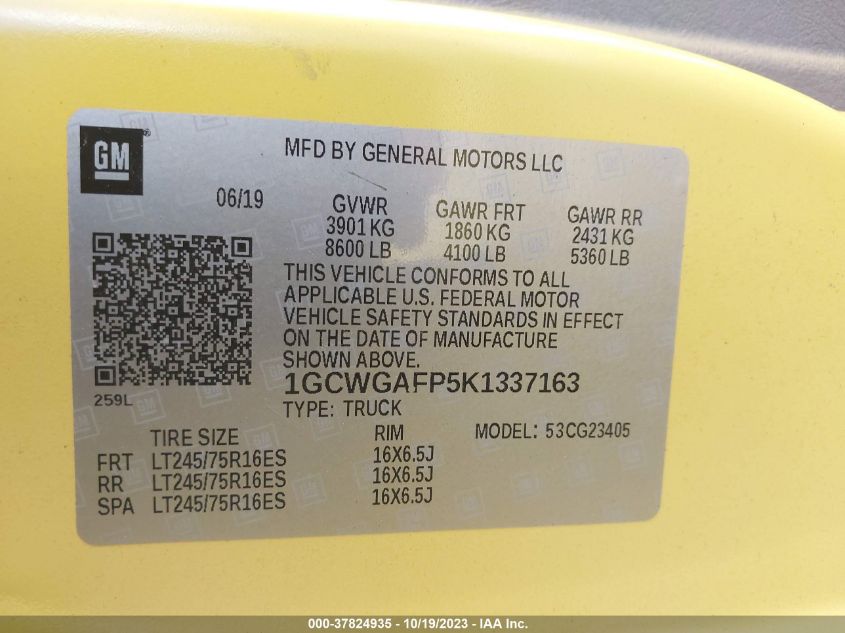 GM
MFD BY GENERAL MOTORS LLC
06/19
GVWR GAWR FRT GAWR RR
3901 KG 1860 KG 2431 KG
8600 LB 4100 LB 5360 LB
THIS VEHICLE CONFORMS TO ALL
APPLICABLE U.S. FEDERAL MOTOR
VEHICLE SAFETY STANDARDS IN EFFECT
ON THE DATE OF MANUFACTURE
SHOWN ABOVE.
1GCWGAFP5K1337163
259L
TYPE: TRUCK
TIRE SIZE RIM MODEL: 53CG23405
FRT LT245/75R16ES 16X6.5J
RR LT245/75R16ES 16X6.5J
SPA LT245/75R16ES 16X6.5J
000-37824935 - 10/19/2023 - IAA Inc.